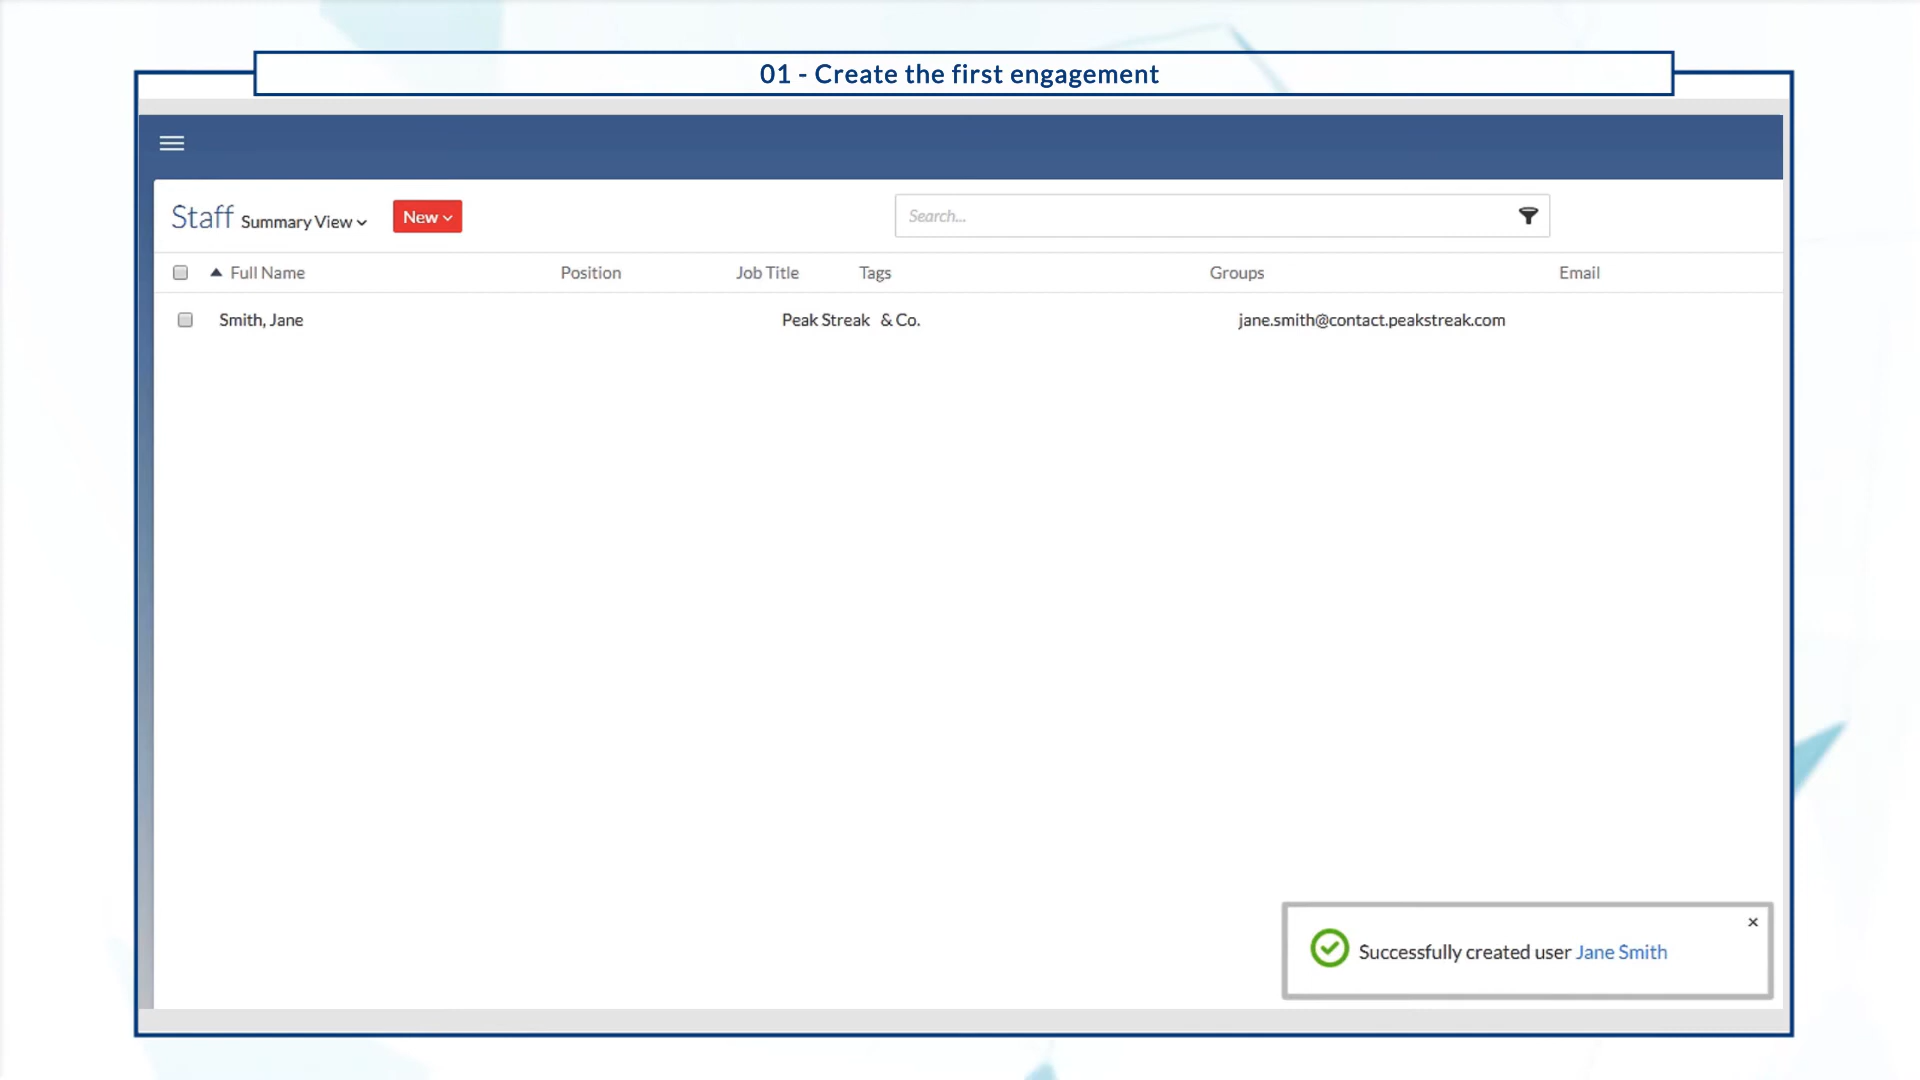 01 - Create the first engagement
Staff Summary View New
Search...
Full Name Position Job Title Tags Groups Email
Smith, Jane Peak Streak & Co. jane.smith@contact.peakstreak.com
Successfully created user Jane Smith